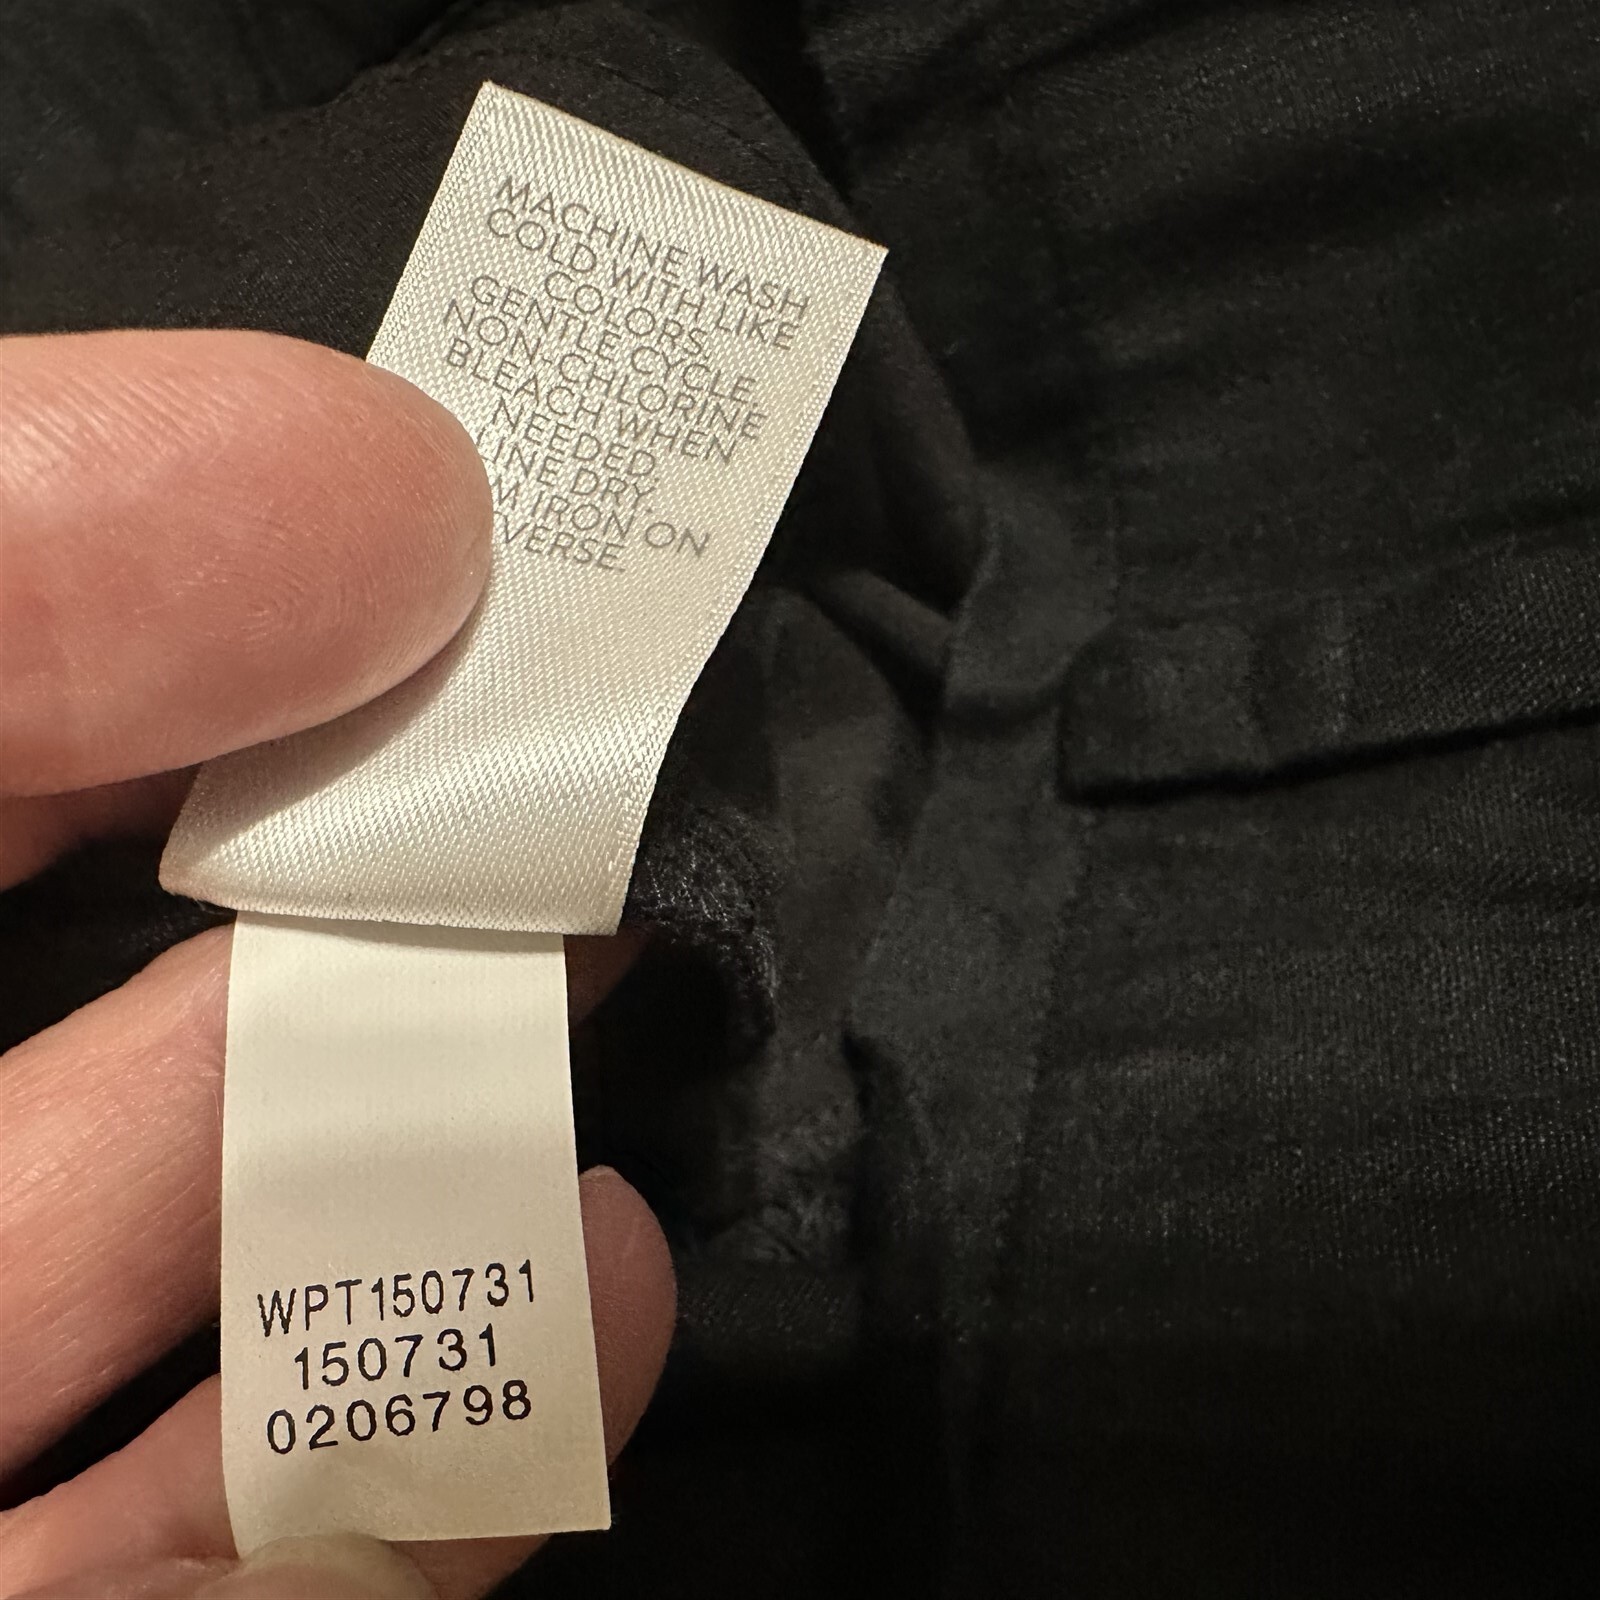 MACHINE WASH
COLD WITH LIKE
COLORS.
GENTLE CYCLE.
NON-CHLORINE
BLEACH WHEN
NEEDED.
LINE DRY.
M IRON ON
VERSE.
WPT150731
150731
0206798